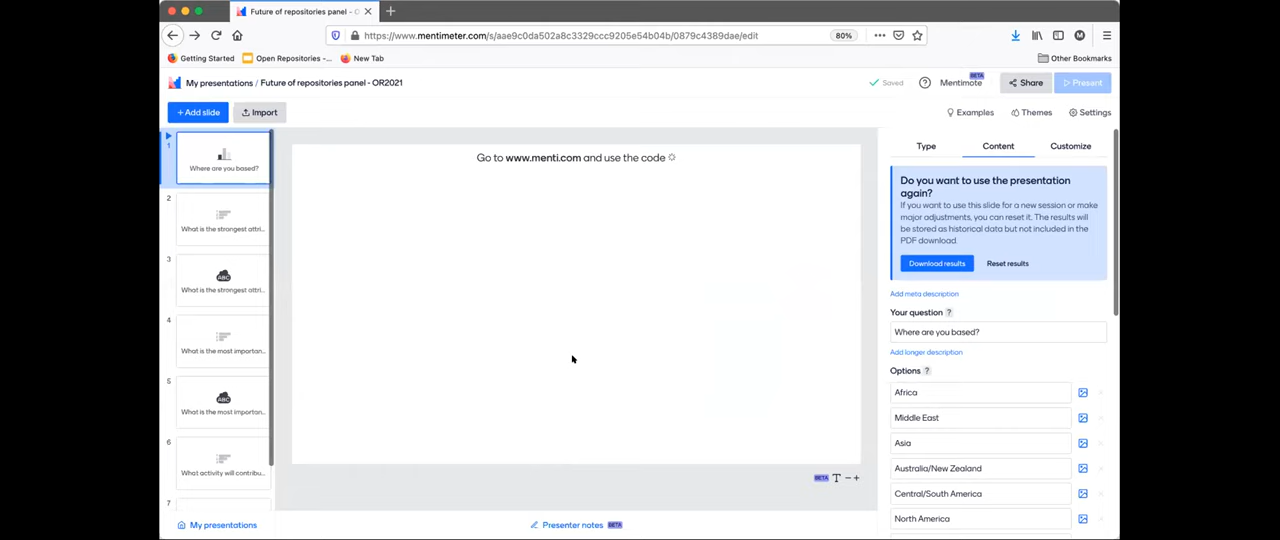 Future of repositories panel - O
https://www.mentimeter.com/s/aae9c0da502a8c3329ccc9205e54b04b/0879c4389dae/edit
80%
Getting Started
Open Repositories -...
New Tab
Other Bookmarks
My presentations / Future of repositories panel - OR2021
Saved
Mentimote
BETA
Share
Present
+ Add slide
Import
Examples
Themes
Settings
1
Where are you based?
2
What is the strongest attri...
3
ABC
What is the strongest attri...
4
What is the most importan...
5
ABC
What is the most importan...
6
What activity will contribu...
7
Go to www.menti.com and use the code
BETA T − +
My presentations
Presenter notes BETA
Type
Content
Customize
Do you want to use the presentation
again?
If you want to use this slide for a new session or make
major adjustments, you can reset it. The results will
be stored as historical data but not included in the
PDF download.
Download results
Reset results
Add meta description
Your question ?
Where are you based?
Add longer description
Options ?
Africa
Middle East
Asia
Australia/New Zealand
Central/South America
North America